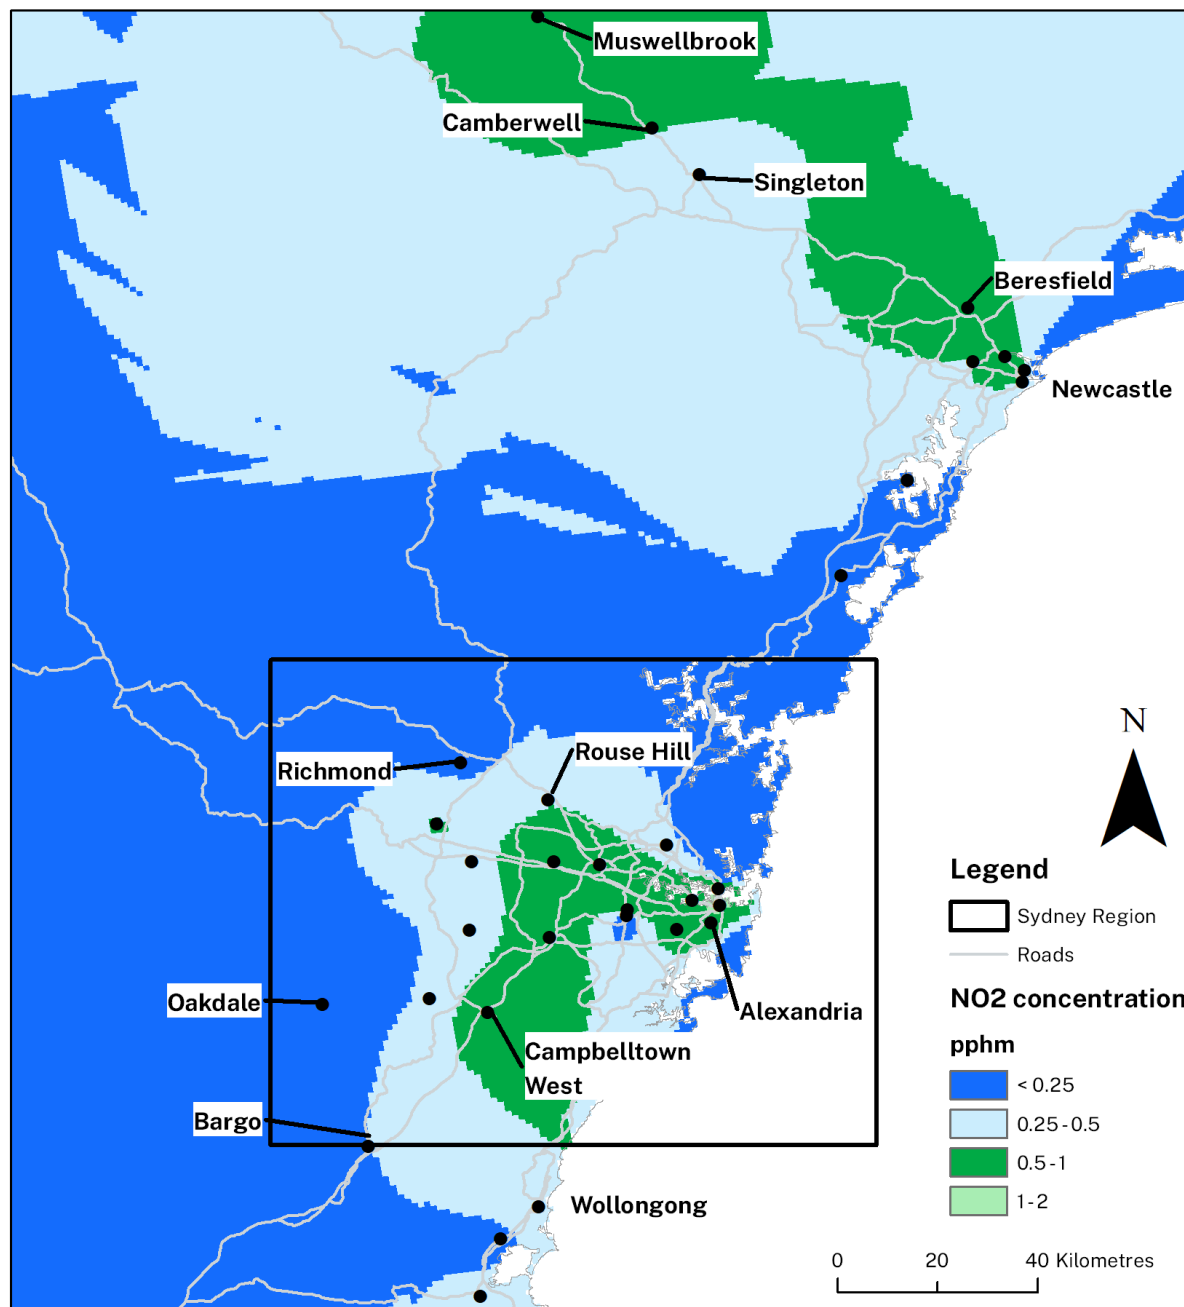 Muswellbrook
Camberwell
Singleton
Beresfield
Newcastle
Richmond
Rouse Hill
Oakdale
Alexandria
Campbelltown
West
Bargo
Wollongong
N
Legend
Sydney Region
Roads
NO2 concentration
pphm
< 0.25
0.25 - 0.5
0.5 - 1
1 - 2
0 20 40 Kilometres